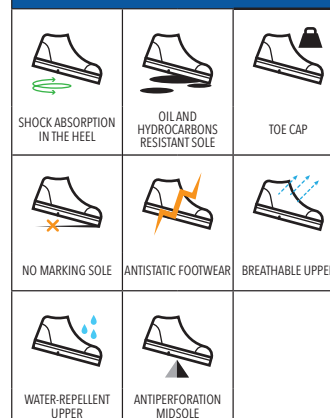 SHOCK ABSORPTION
IN THE HEEL
OIL AND
HYDROCARBONS
RESISTANT SOLE
TOE CAP
NO MARKING SOLE
ANTISTATIC FOOTWEAR
BREATHABLE UPPER
WATER-REPELLENT
UPPER
ANTIPERFORATION
MIDSOLE